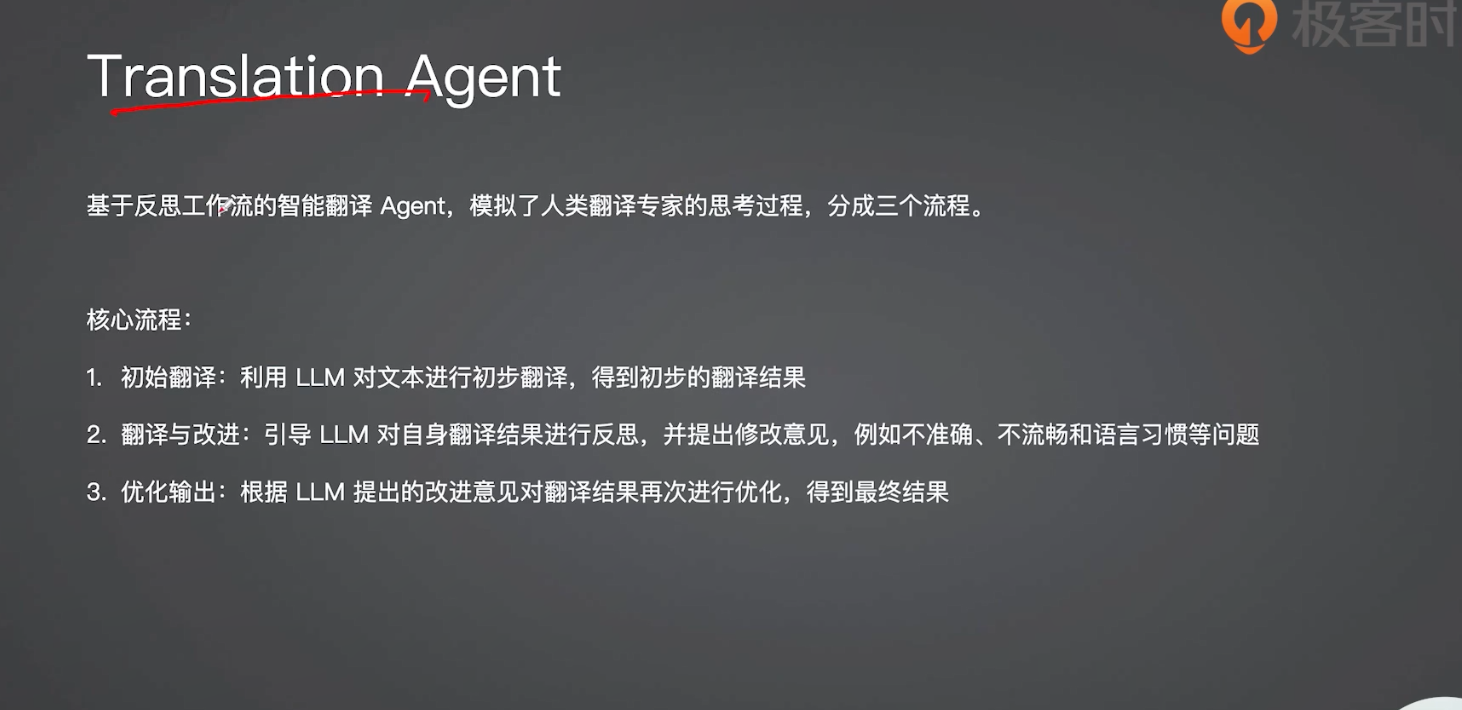 极客时
Translation Agent
基于反思工作流的智能翻译 Agent，模拟了人类翻译专家的思考过程，分成三个流程。
核心流程：
1. 初始翻译：利用 LLM 对文本进行初步翻译，得到初步的翻译结果
2. 翻译与改进：引导 LLM 对自身翻译结果进行反思，并提出修改意见，例如不准确、不流畅和语言习惯等问题
3. 优化输出：根据 LLM 提出的改进意见对翻译结果再次进行优化，得到最终结果